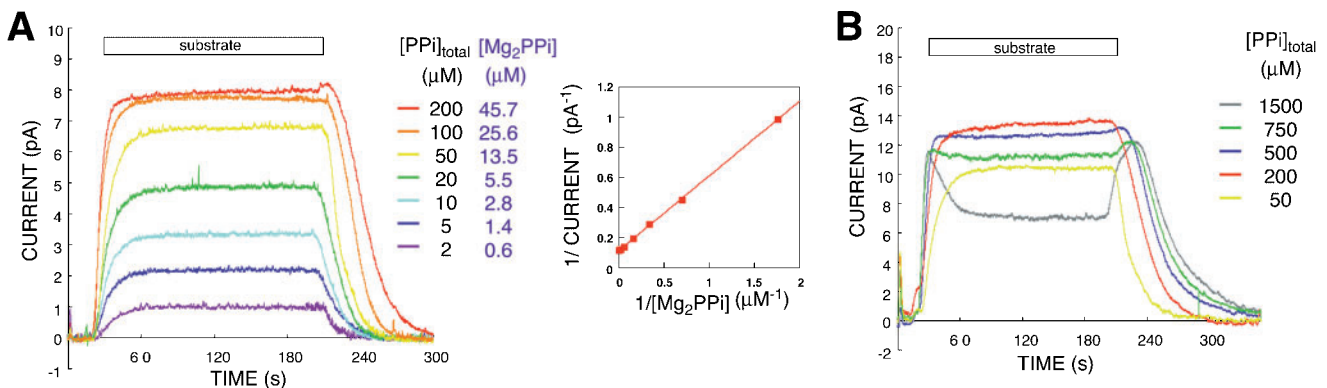 A
B
substrate
[PPi]total [Mg2PPi]
(µM) (µM)
200 45.7
100 25.6
50 13.5
20 5.5
10 2.8
5 1.4
2 0.6
CURRENT (pA)
10
9
8
7
6
5
4
3
2
1
0
-1
6 0 120 180 240 300
TIME (s)
1/ CURRENT (pA-1)
1.2
1
0.8
0.6
0.4
0.2
0
0 0.5 1 1.5 2
1/[Mg2PPi] (µM-1)
substrate
[PPi]total
(µM)
1500
750
500
200
50
CURRENT (pA)
20
18
16
14
12
10
8
6
4
2
0
-2
6 0 120 180 240 300
TIME (s)